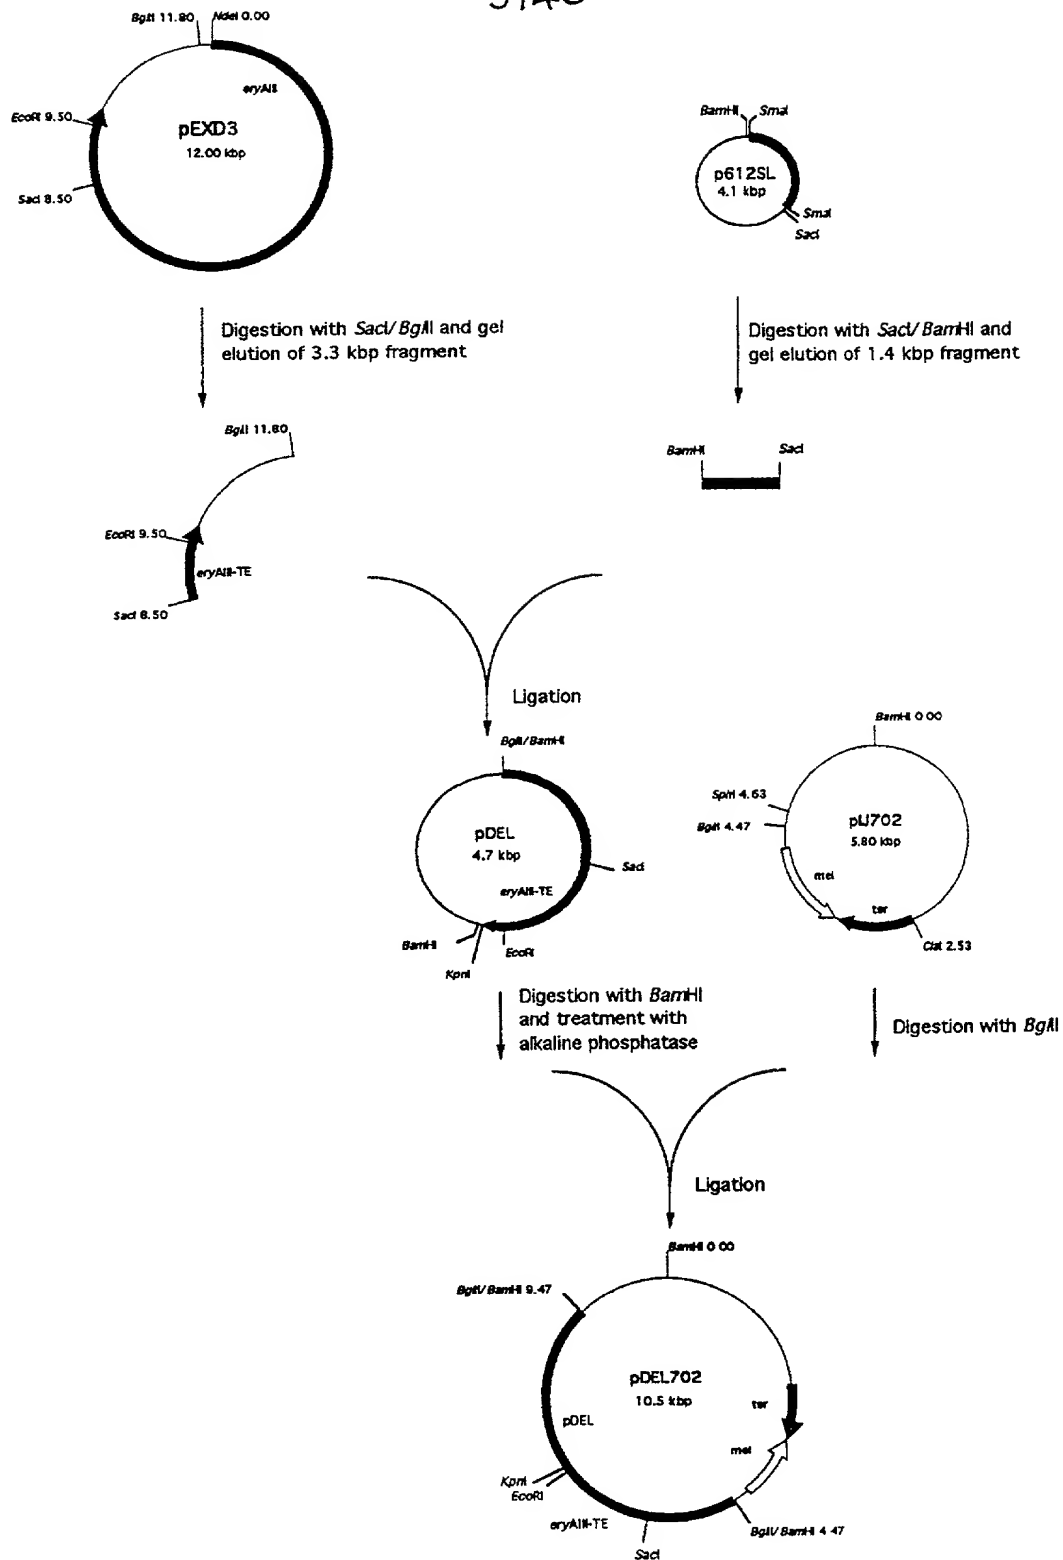 BglII 11.80
NdeI 0.00
eryAIII
EcoRI 9.50
pEXD3
12.00 kbp
SacI 8.50
BamHI
SmaI
p612SL
4.1 kbp
SmaI
SacI
Digestion with SacI/BglII and gel
elution of 3.3 kbp fragment
Digestion with SacI/BamHI and
gel elution of 1.4 kbp fragment
BglII 11.80
EcoRI 9.50
eryAIII-TE
SacI 8.50
BamHI
SacI
Ligation
BglII/BamHI
pDEL
4.7 kbp
SacI
eryAIII-TE
BamHI
KpnI
EcoRI
BamHI 0.00
SphI 4.63
BglII 4.47
pIJ702
5.80 kbp
mel
ter
ClaI 2.53
Digestion with BamHI
and treatment with
alkaline phosphatase
Digestion with BglII
Ligation
BamHI 0.00
BglII/BamHI 9.47
pDEL702
10.5 kbp
ter
pDEL
mel
KpnI
EcoRI
eryAIII-TE
SacI
BglII/BamHI 4.47